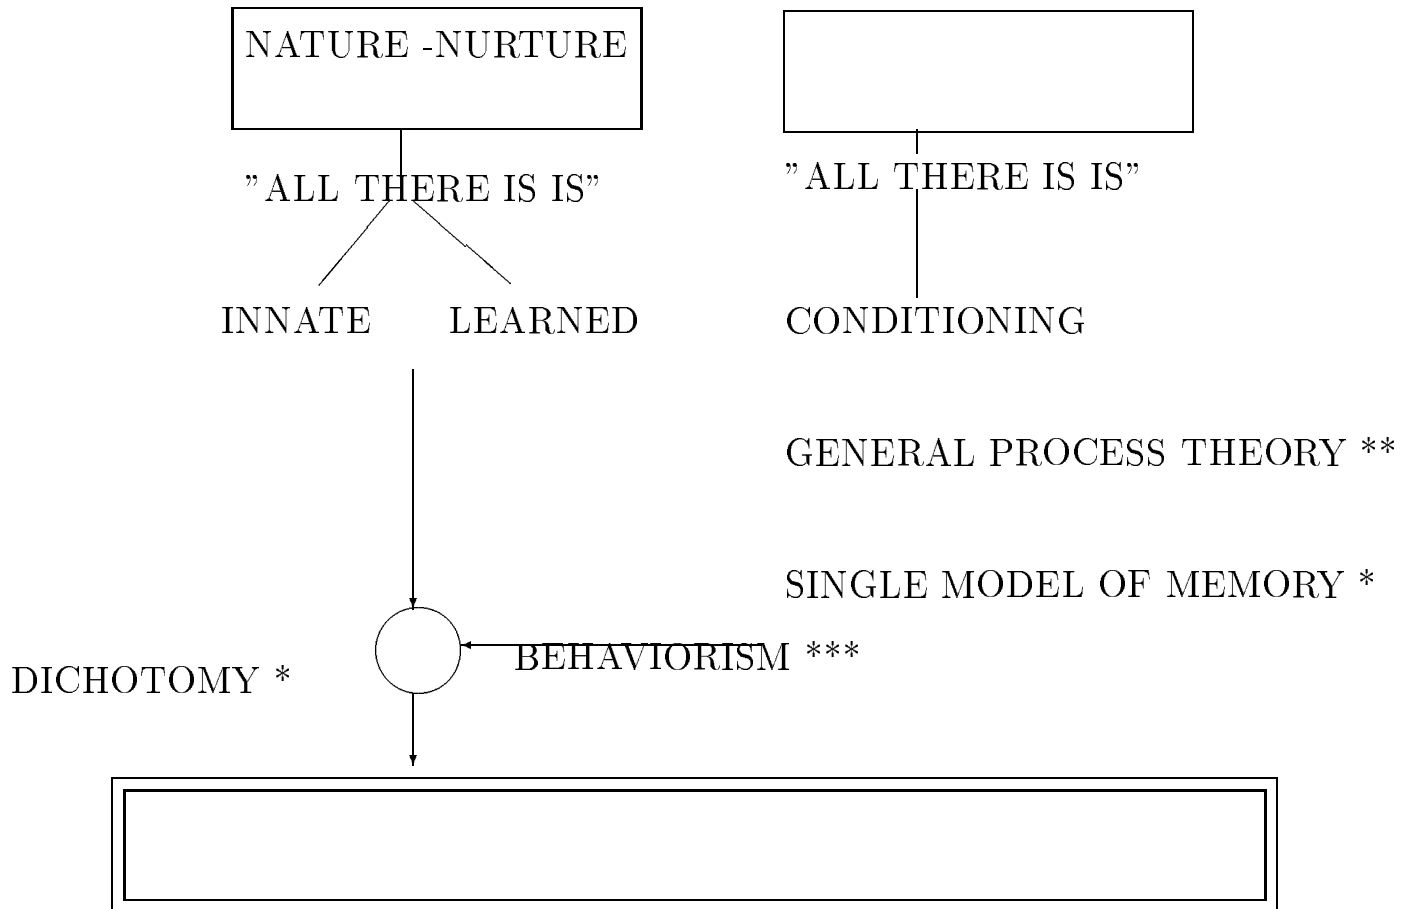 NATURE -NURTURE
"ALL THERE IS IS"
"ALL THERE IS IS"
INNATE
LEARNED
CONDITIONING
GENERAL PROCESS THEORY **
SINGLE MODEL OF MEMORY *
BEHAVIORISM ***
DICHOTOMY *